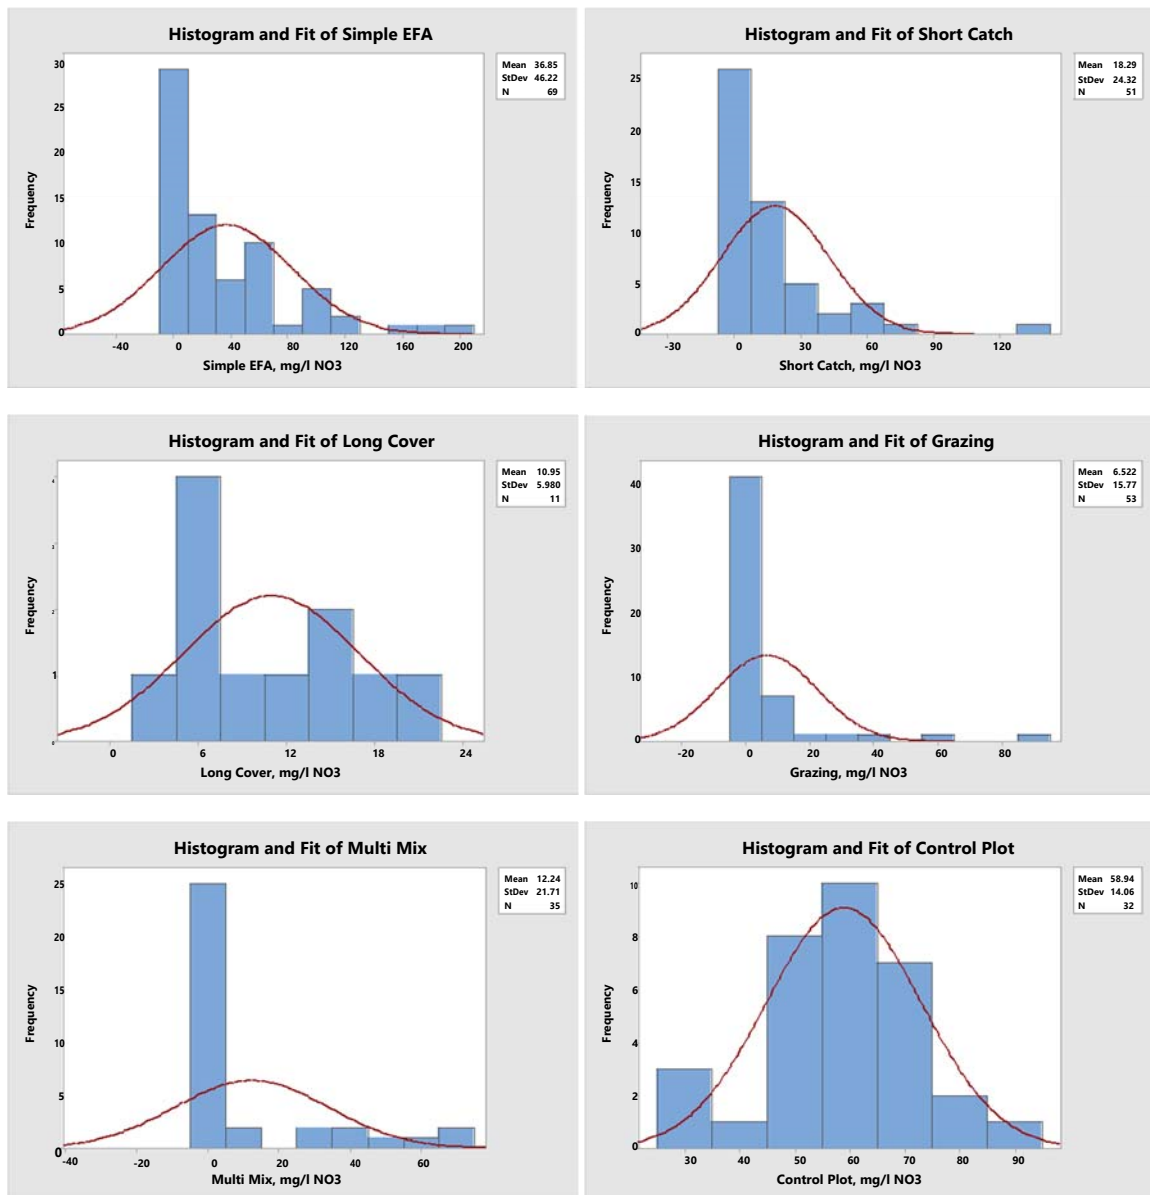 Histogram and Fit of Simple EFA
Mean 36.85
StDev 46.22
N 69
30
25
20
15
10
5
0
Frequency
-40 0 40 80 120 160 200
Simple EFA, mg/l NO3
Histogram and Fit of Short Catch
Mean 18.29
StDev 24.32
N 51
25
20
15
10
5
0
Frequency
-30 0 30 60 90 120
Short Catch, mg/l NO3
Histogram and Fit of Long Cover
Mean 10.95
StDev 5.980
N 11
4
3
2
1
0
Frequency
0 6 12 18 24
Long Cover, mg/l NO3
Histogram and Fit of Grazing
Mean 6.522
StDev 15.77
N 53
40
30
20
10
0
Frequency
-20 0 20 40 60 80
Grazing, mg/l NO3
Histogram and Fit of Multi Mix
Mean 12.24
StDev 21.71
N 35
25
20
15
10
5
0
Frequency
-40 -20 0 20 40 60
Multi Mix, mg/l NO3
Histogram and Fit of Control Plot
Mean 58.94
StDev 14.06
N 32
10
8
6
4
2
0
Frequency
30 40 50 60 70 80 90
Control Plot, mg/l NO3